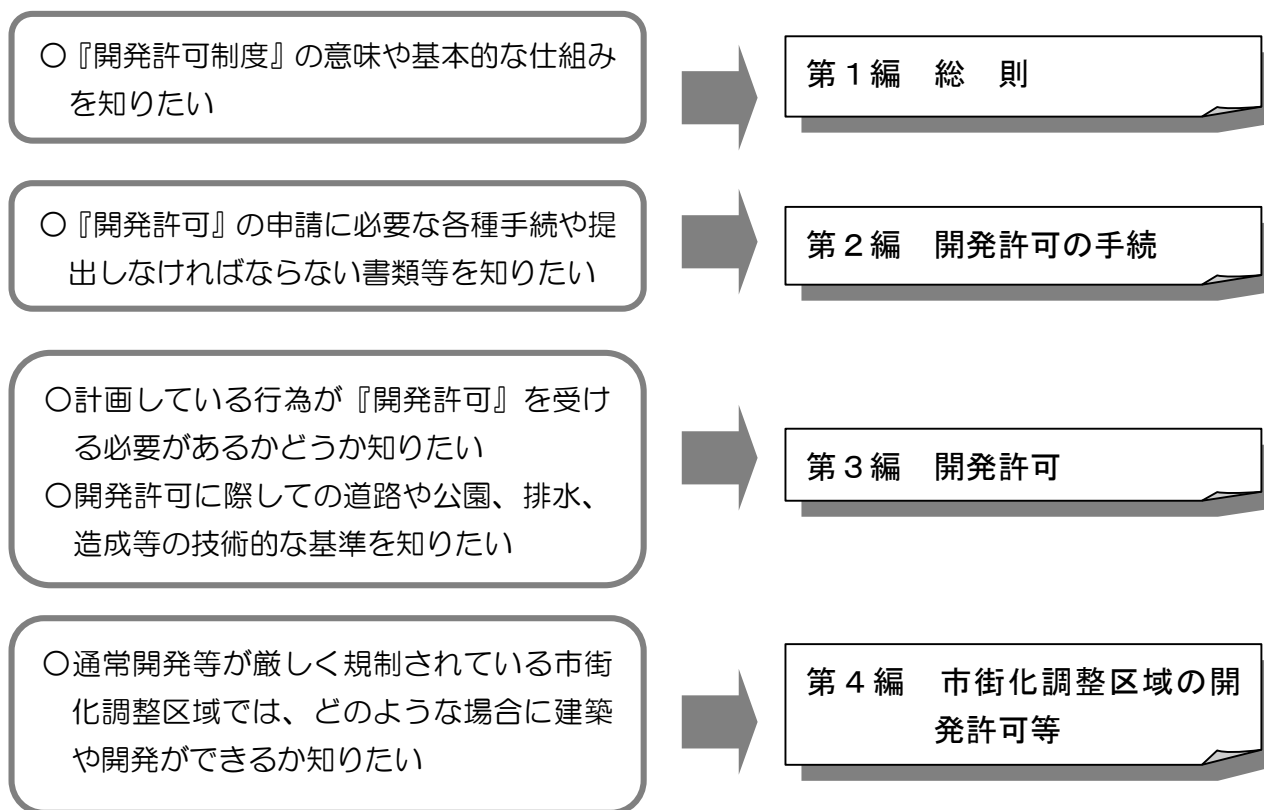 〇『開発許可制度』の意味や基本的な仕組み
を知りたい
第１編　総　則
〇『開発許可』の申請に必要な各種手続や提
出しなければならない書類等を知りたい
第２編　開発許可の手続
〇計画している行為が『開発許可』を受け
る必要があるかどうか知りたい
〇開発許可に際しての道路や公園、排水、
造成等の技術的な基準を知りたい
第３編　開発許可
〇通常開発等が厳しく規制されている市街
化調整区域では、どのような場合に建築
や開発ができるか知りたい
第４編　市街化調整区域の開
発許可等